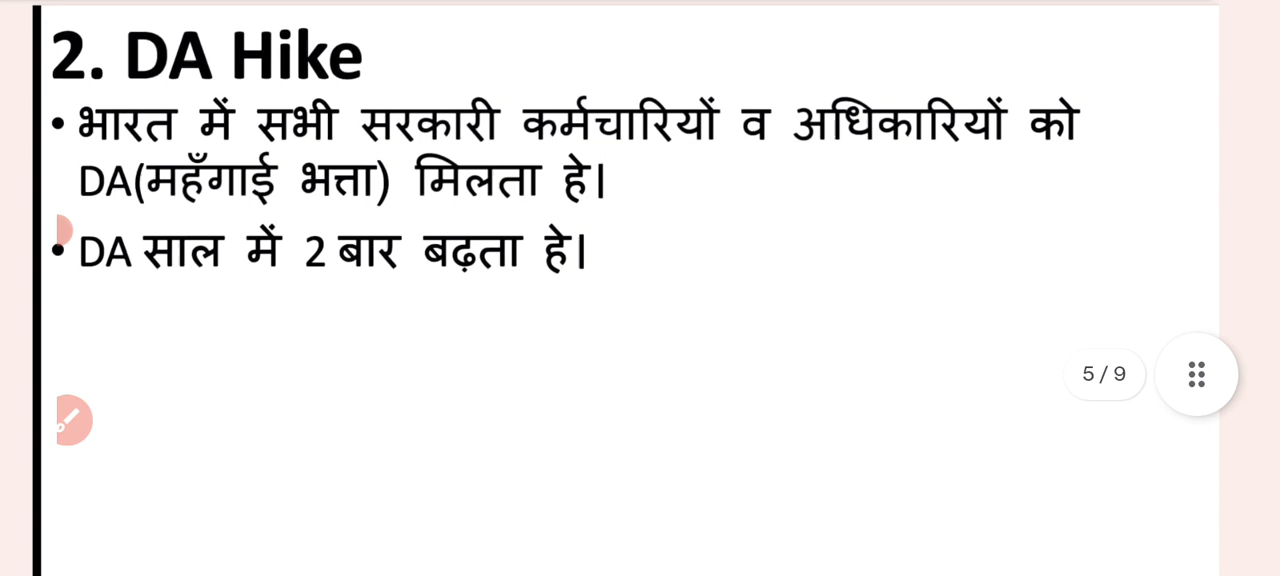 2. DA Hike
• भारत में सभी सरकारी कर्मचारियों व अधिकारियों को
DA(महँगाई भत्ता) मिलता हे।
• DA साल में 2 बार बढ़ता हे।
5 / 9